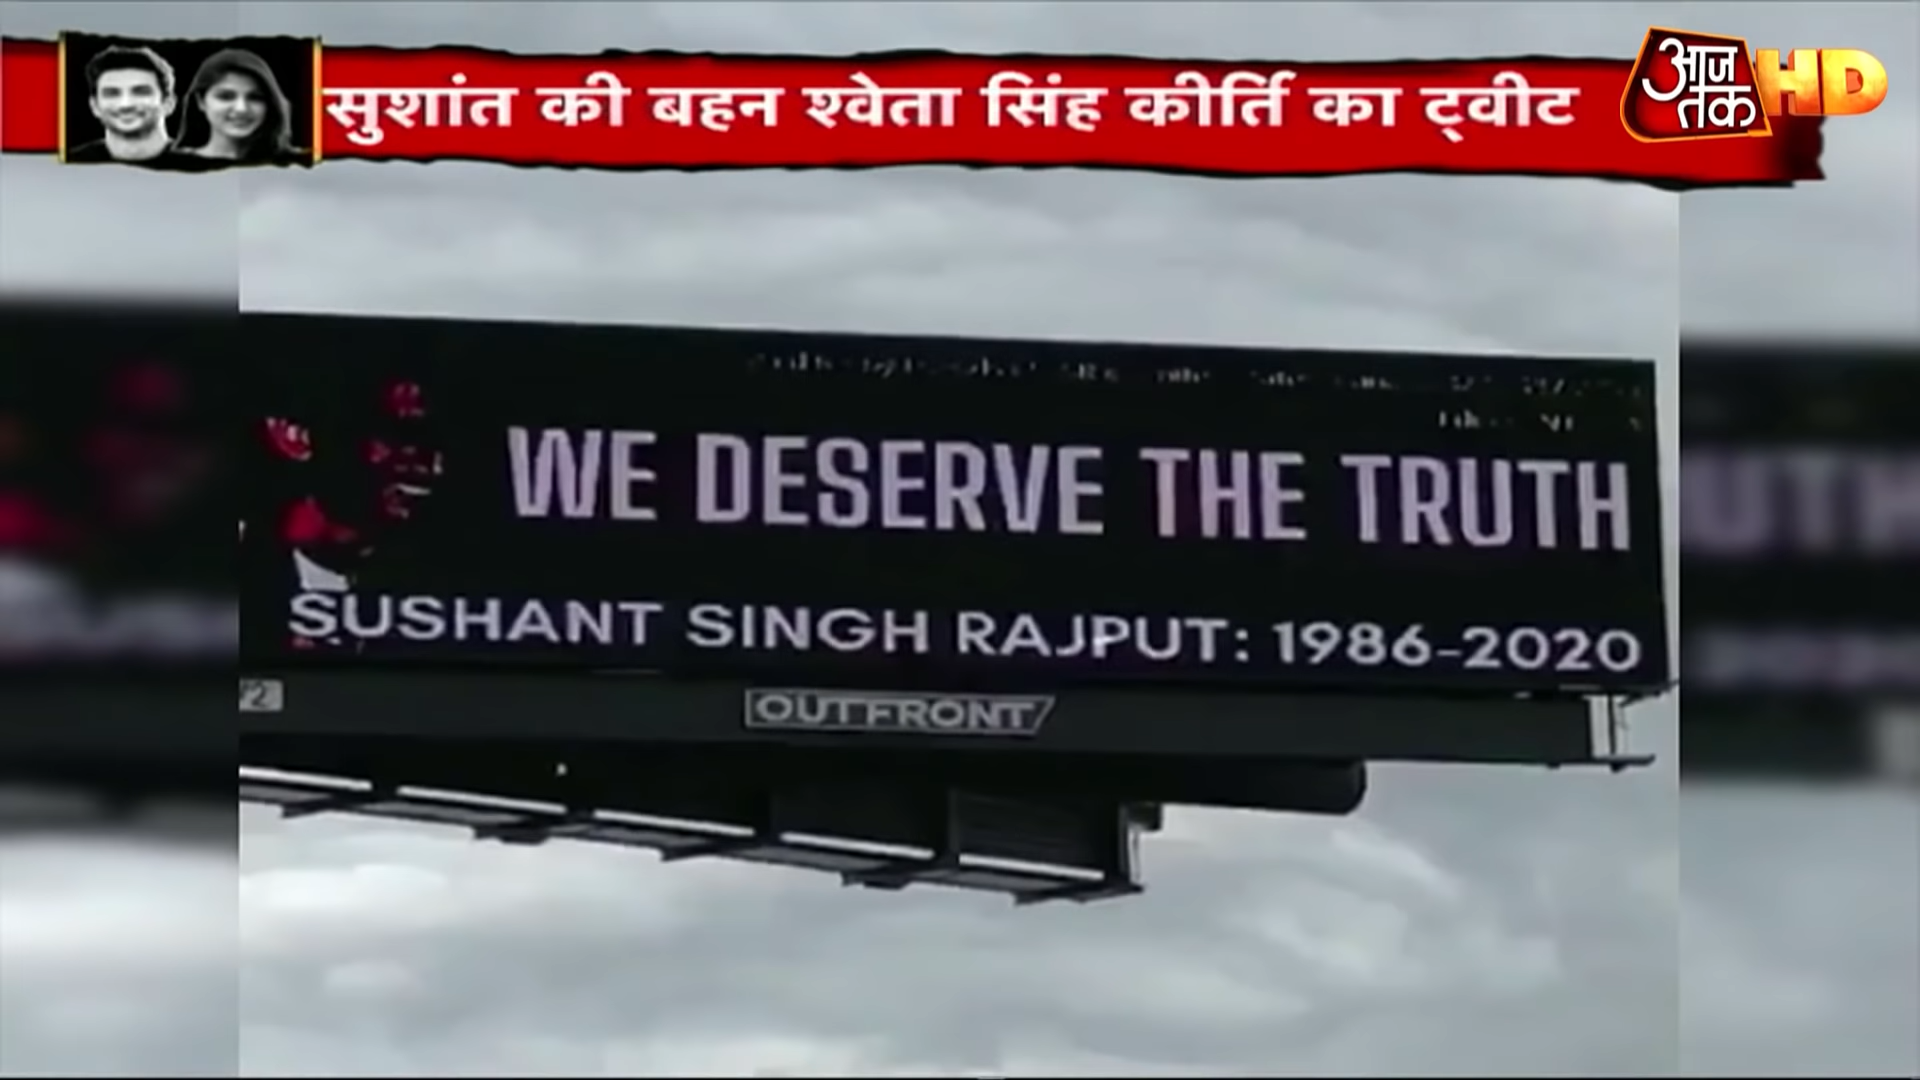 सुशांत की बहन श्वेता सिंह कीर्ति का ट्वीट
आज तक HD
WE DESERVE THE TRUTH
SUSHANT SINGH RAJPUT: 1986-2020
OUTFRONT